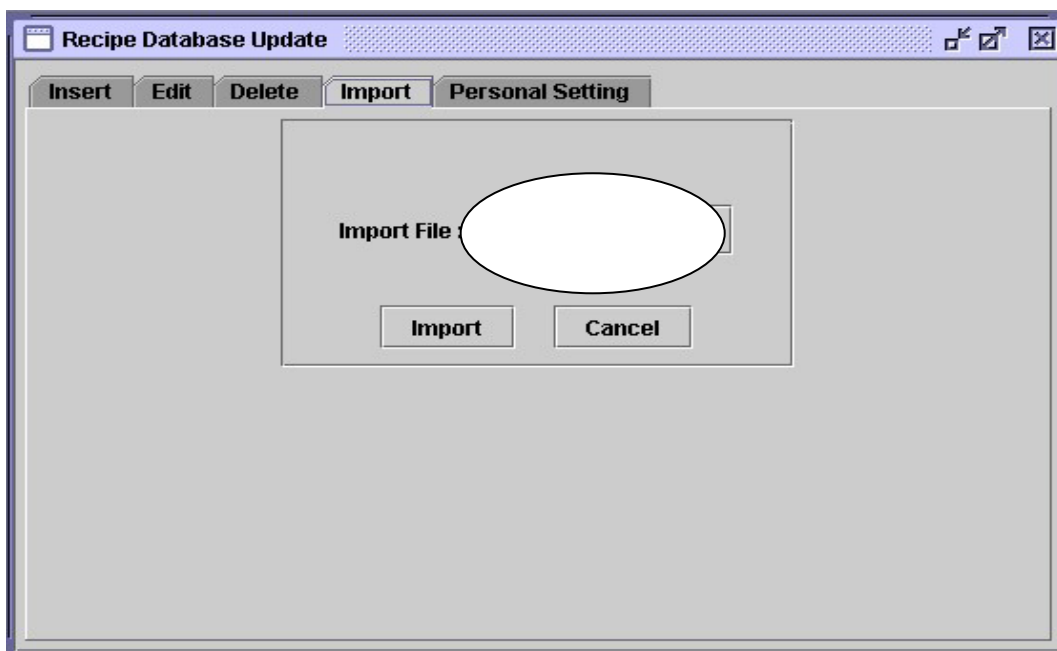 Recipe Database Update
Insert Edit Delete Import Personal Setting
Import File :
Import Cancel